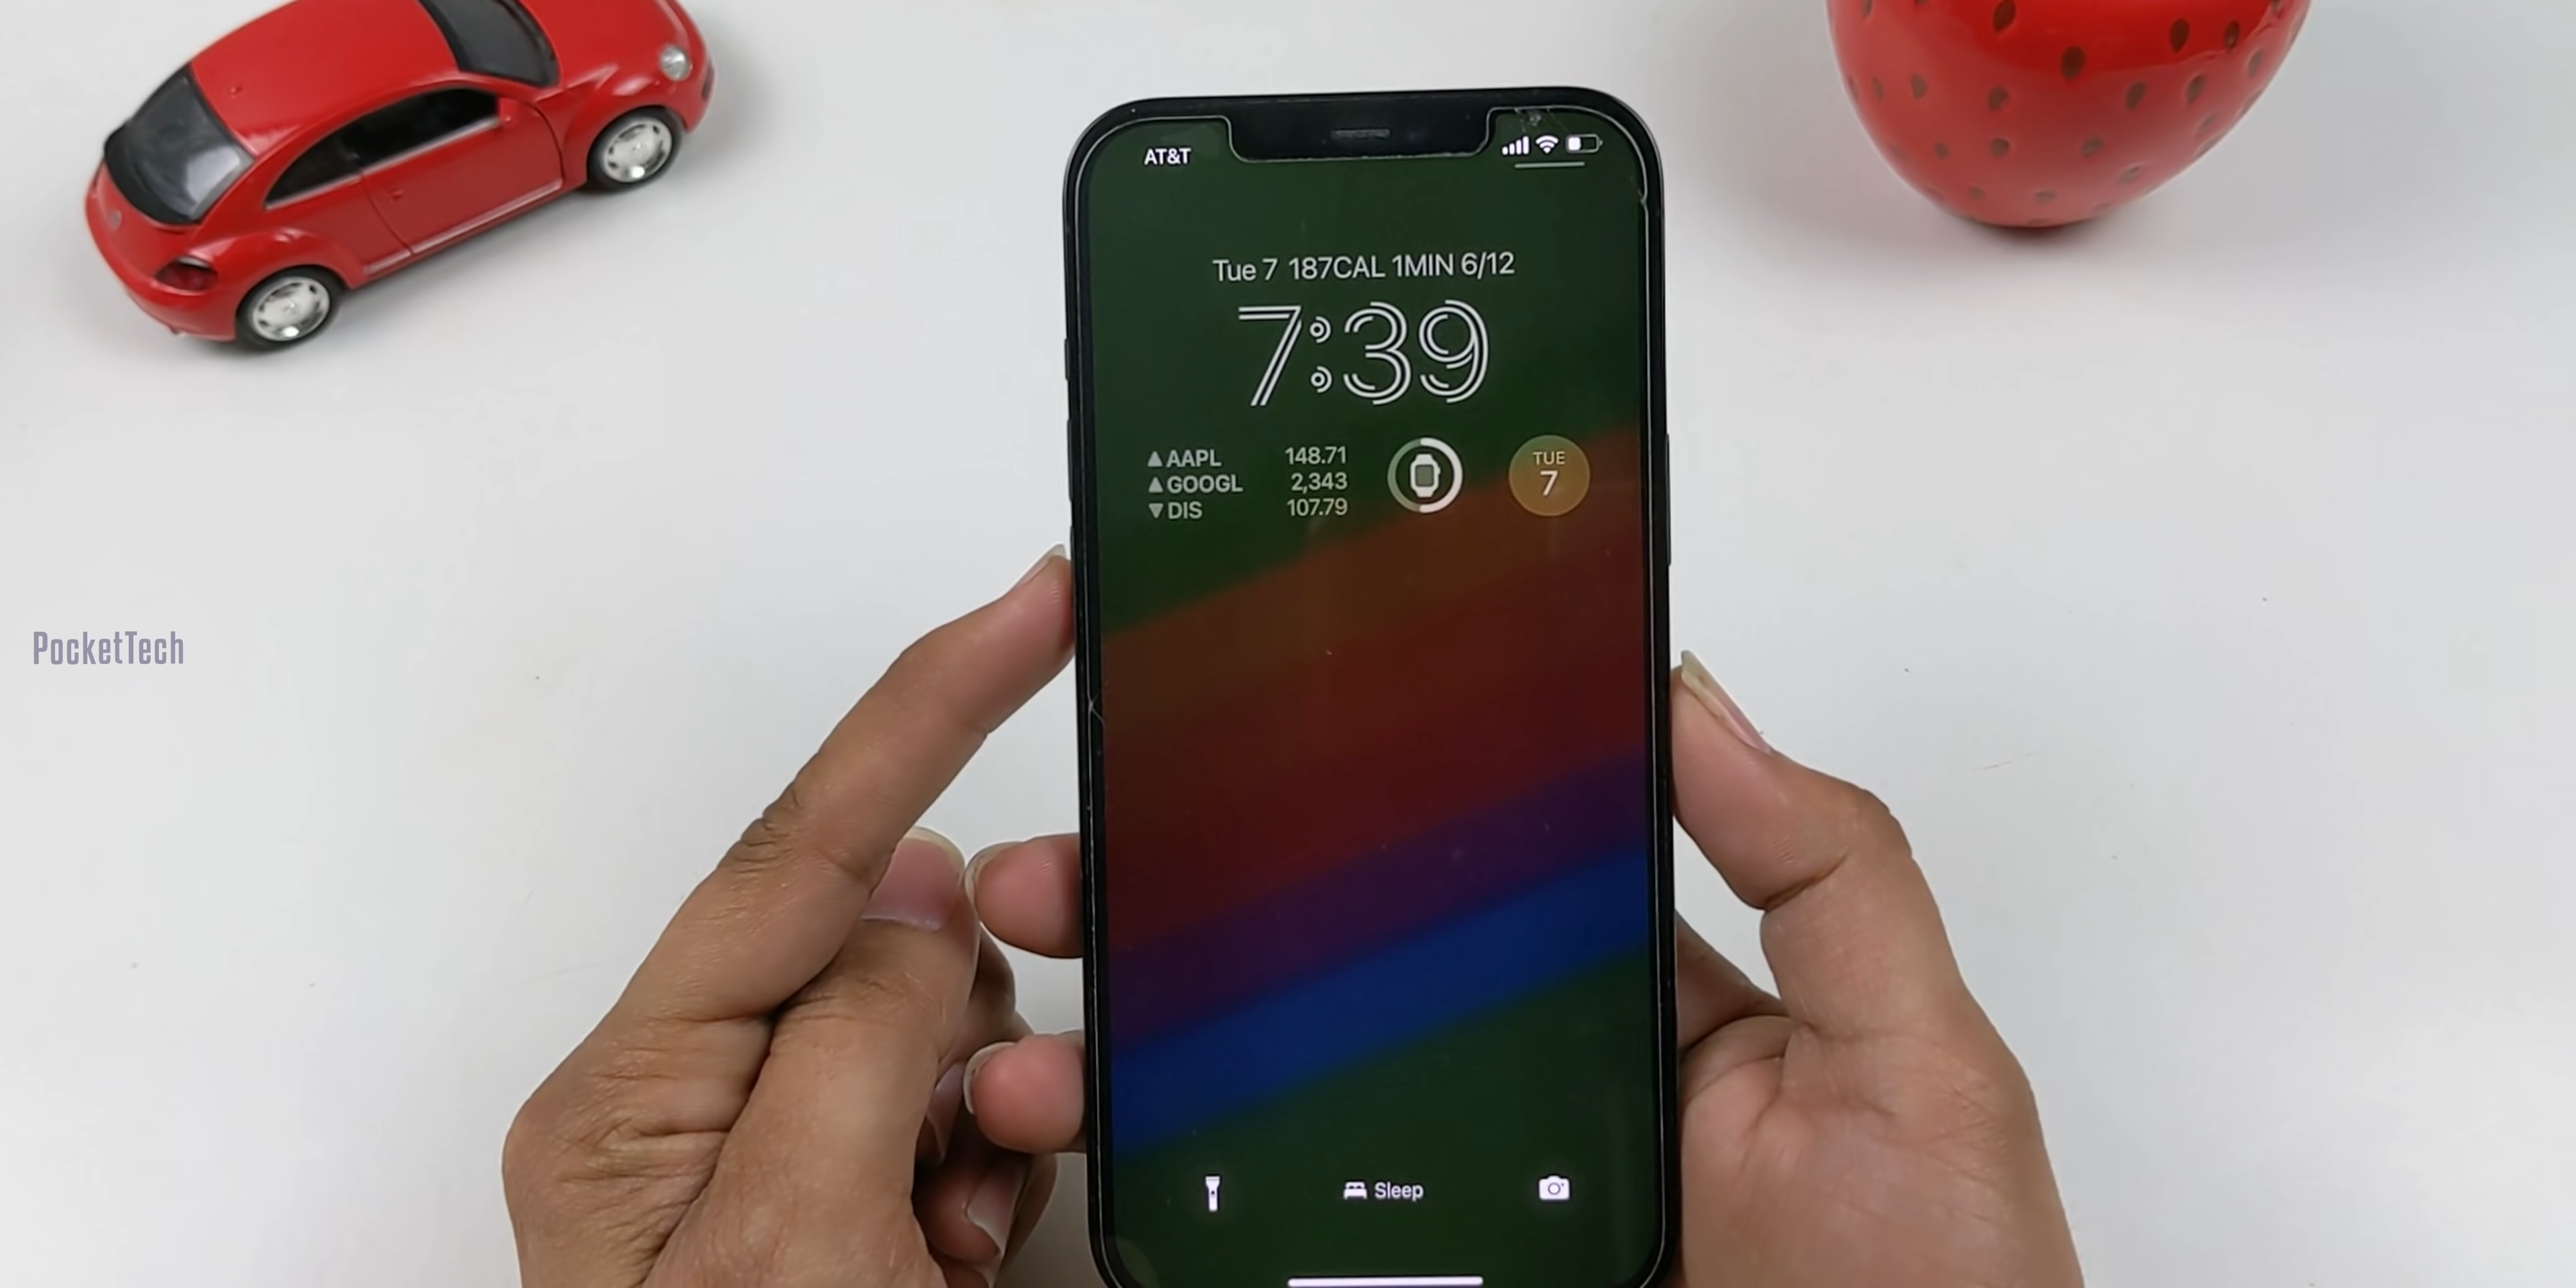 AT&T
Tue 7 187CAL 1MIN 6/12
7:39
▲ AAPL 148.71
▲ GOOGL 2,343
▼ DIS 107.79
TUE
7
PocketTech
Sleep